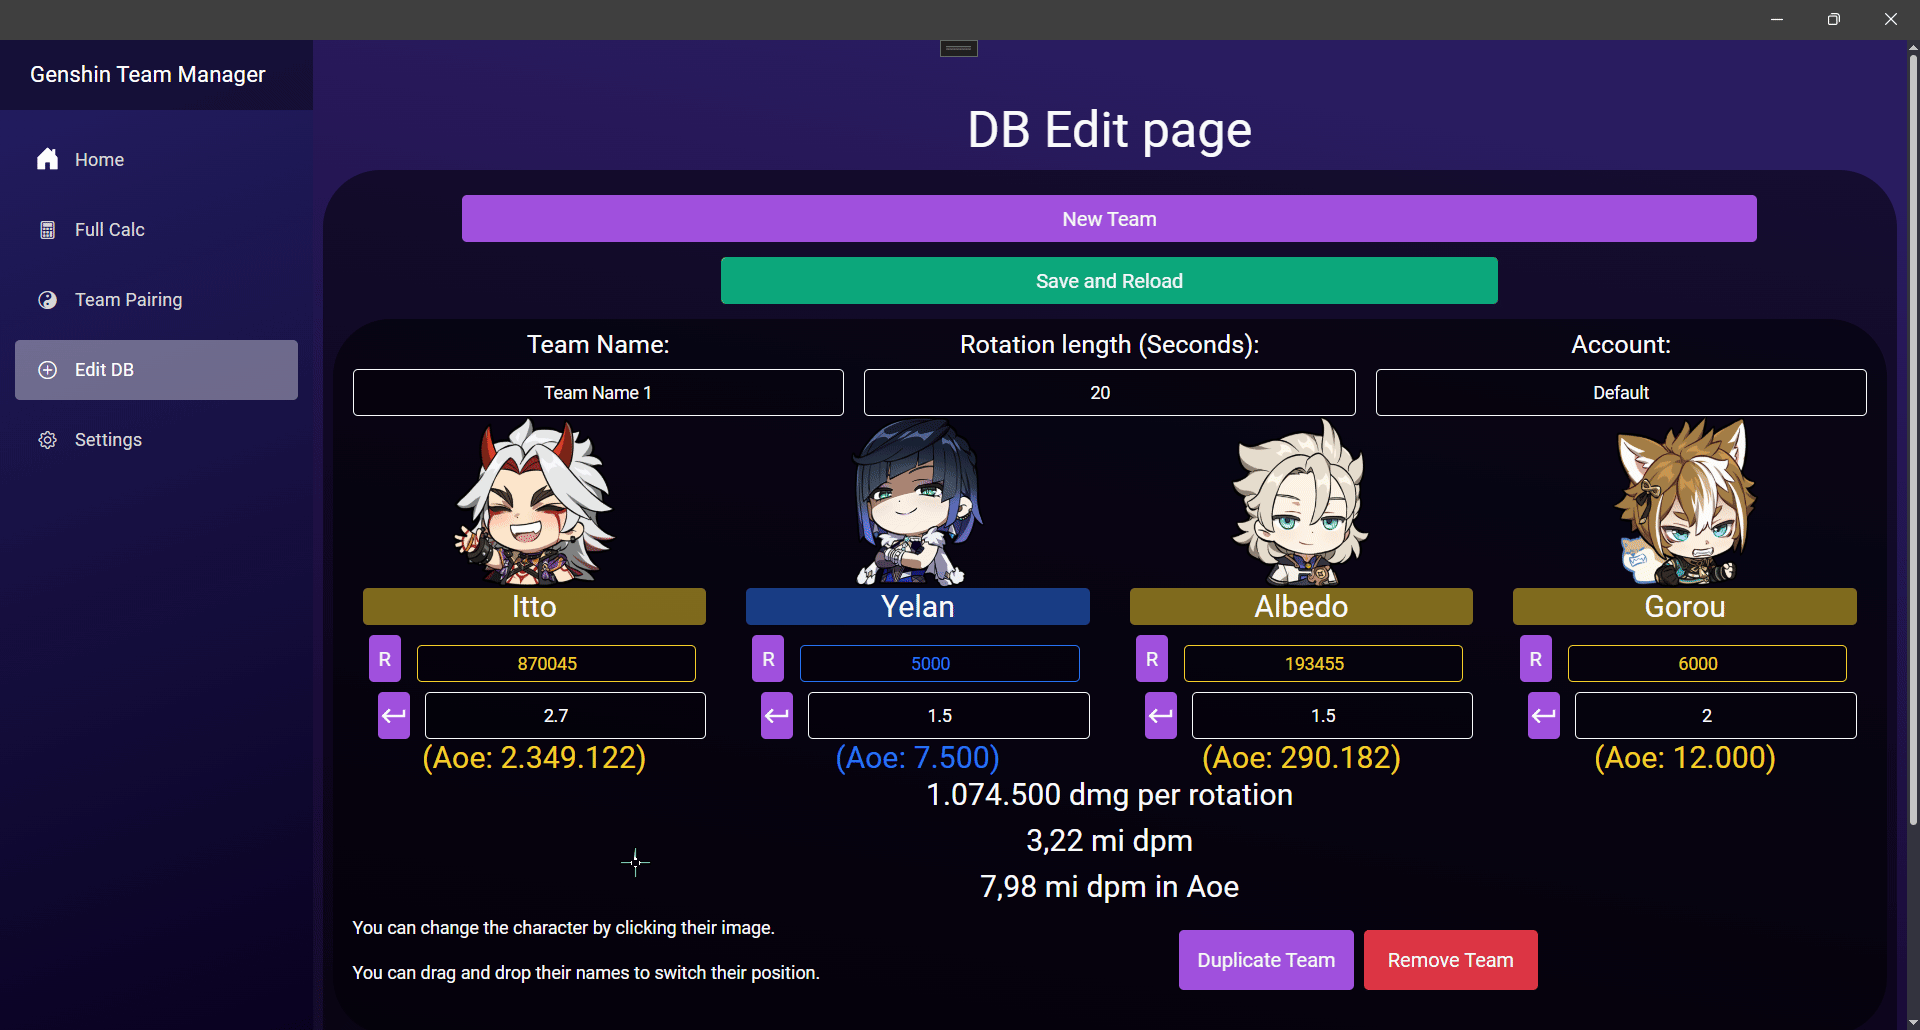 Genshin Team Manager
Home
Full Calc
Team Pairing
Edit DB
Settings
DB Edit page
New Team
Save and Reload
Team Name:
Rotation length (Seconds):
Account:
Team Name 1
20
Default
Itto
Yelan
Albedo
Gorou
R
870045
R
5000
R
193455
R
6000
2.7
1.5
1.5
2
(Aoe: 2.349.122)
(Aoe: 7.500)
(Aoe: 290.182)
(Aoe: 12.000)
1.074.500 dmg per rotation
3,22 mi dpm
7,98 mi dpm in Aoe
You can change the character by clicking their image.
You can drag and drop their names to switch their position.
Duplicate Team
Remove Team